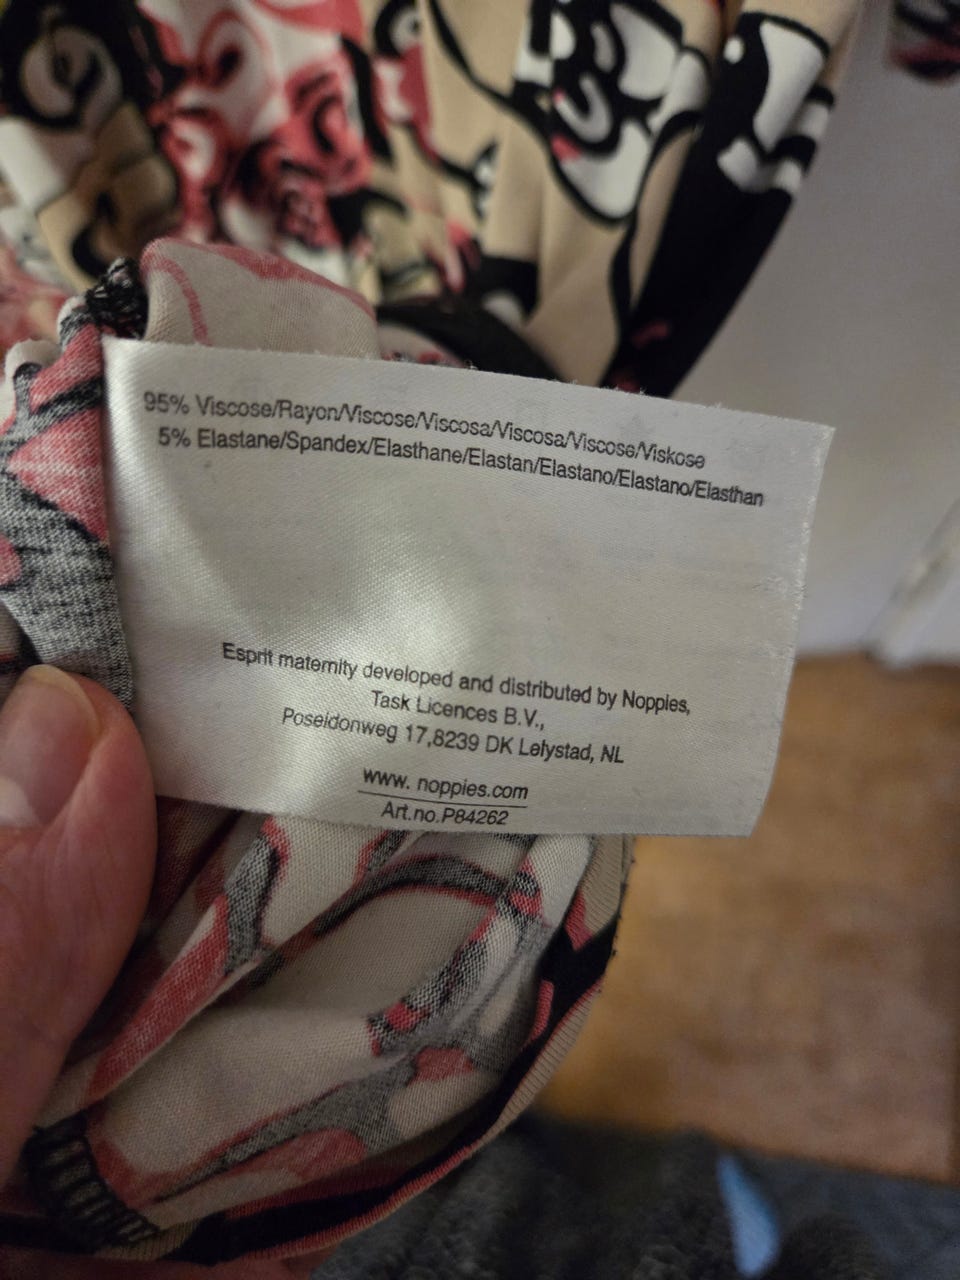 95% Viscose/Rayon/Viscose/Viscosa/Viscosa/Viscose/Viskose
5% Elastane/Spandex/Elasthane/Elastan/Elastano/Elastano/Elasthan
Esprit maternity developed and distributed by Noppies,
Task Licences B.V.,
Poseidonweg 17,8239 DK Lelystad, NL
www. noppies.com
Art.no.P84262